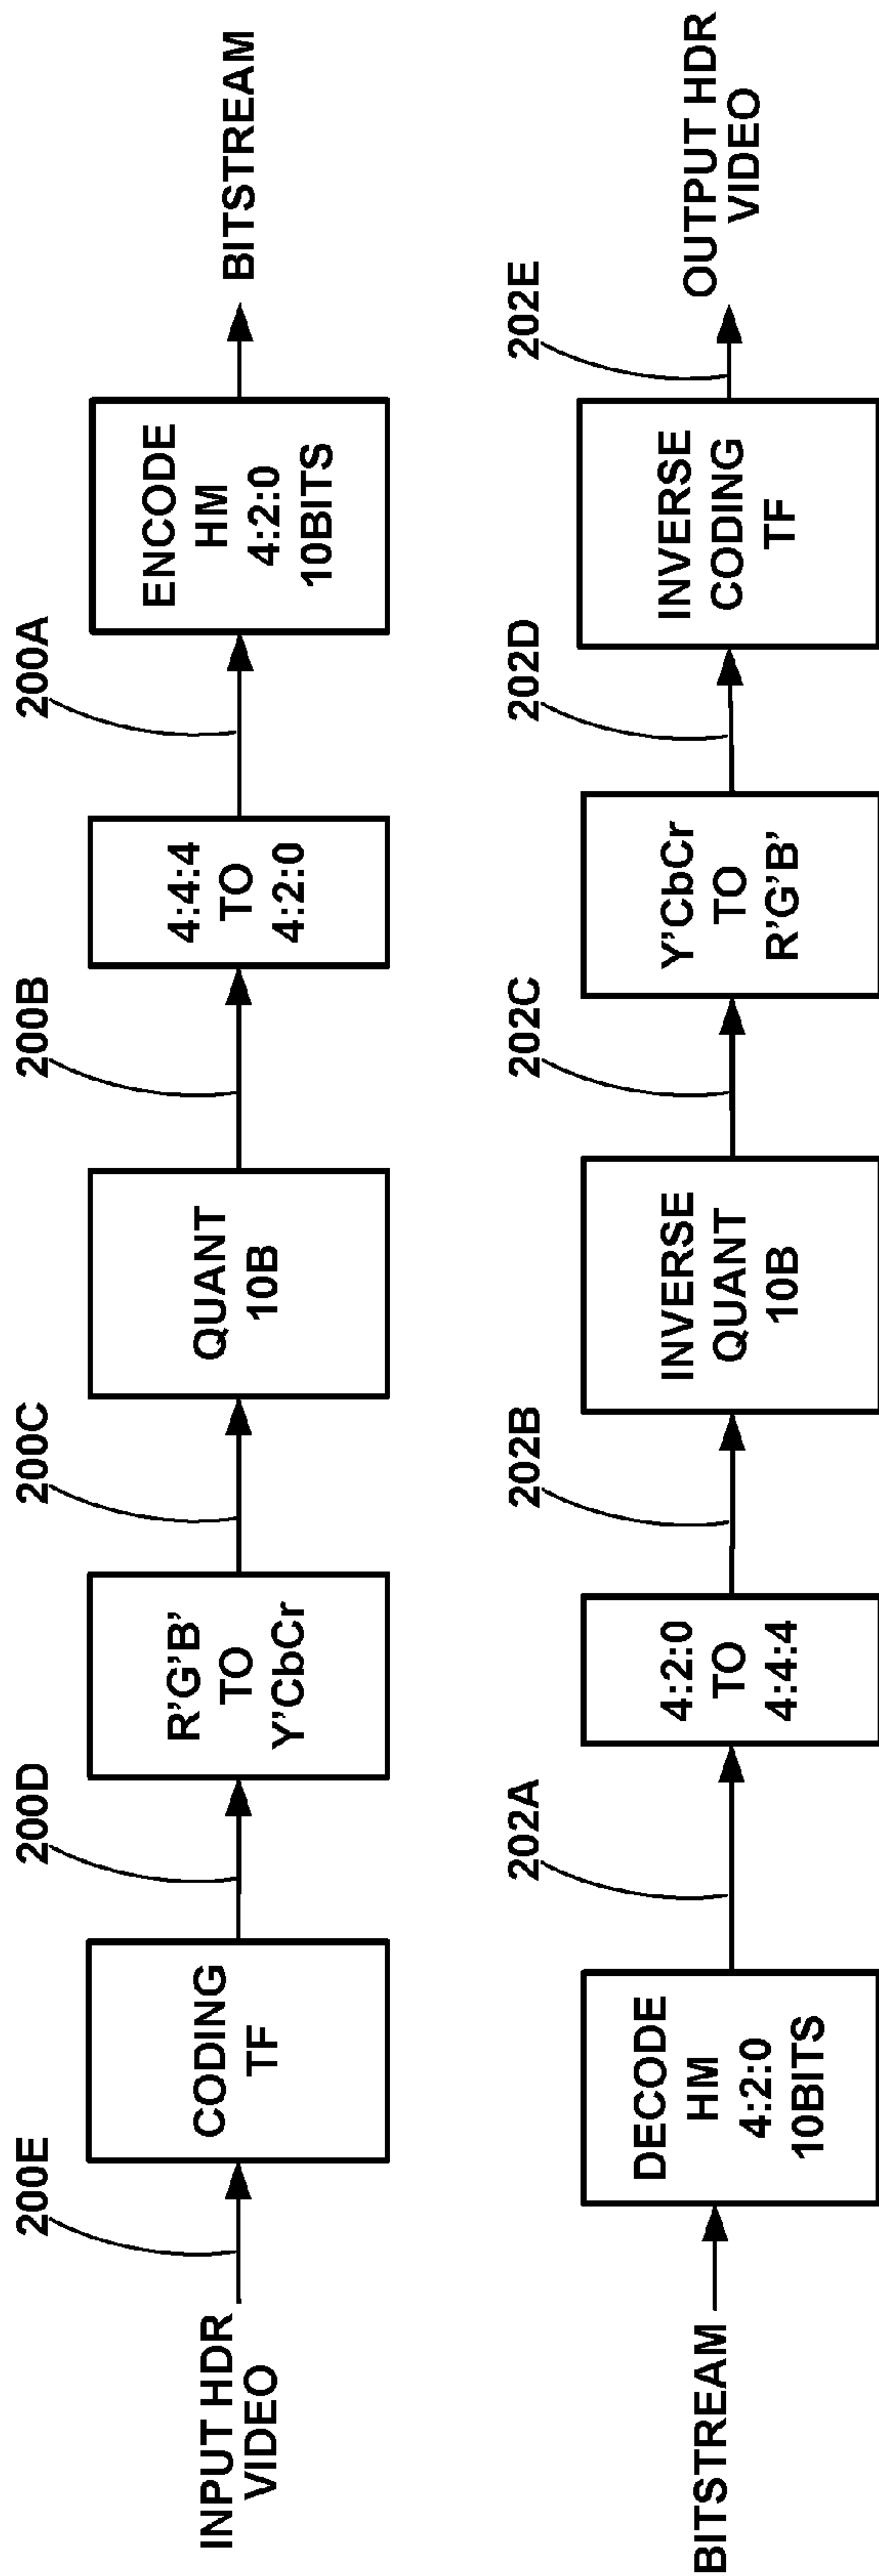 200E
200D
200C
200B
200A
INPUT HDR
VIDEO
CODING
TF
R'G'B'
TO
Y'CbCr
QUANT
10B
4:4:4
TO
4:2:0
ENCODE
HM
4:2:0
10BITS
BITSTREAM
202A
202B
202C
202D
202E
BITSTREAM
DECODE
HM
4:2:0
10BITS
4:2:0
TO
4:4:4
INVERSE
QUANT
10B
Y'CbCr
TO
R'G'B'
INVERSE
CODING
TF
OUTPUT HDR
VIDEO